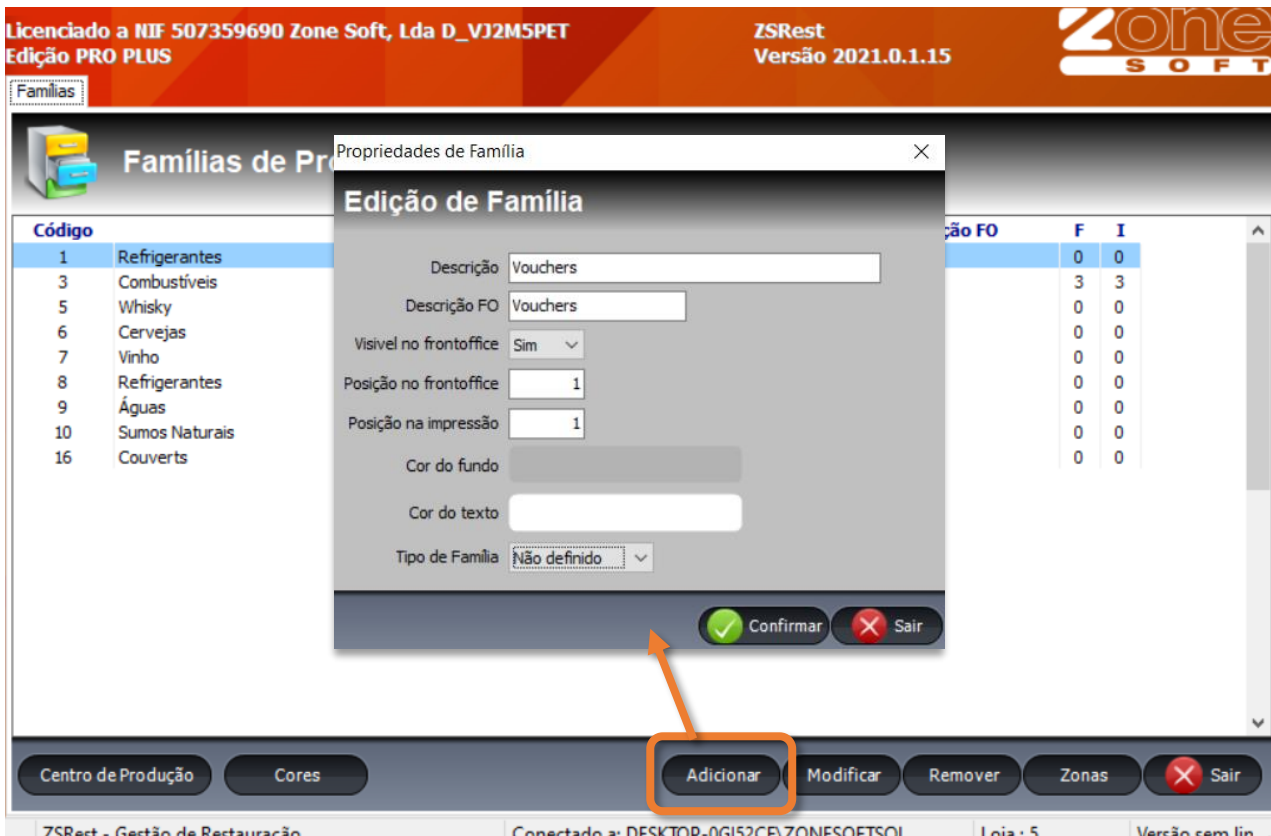 Licenciado a NIF 507359690 Zone Soft, Lda D_VJ2M5PET
ZSRest
Edição PRO PLUS
Versão 2021.0.1.15
Zone
SOFT
Famílias
Famílias de Pr
Propriedades de Família
Edição de Família
Código
ção FO F I
1 Refrigerantes 0 0
3 Combustíveis 3 3
5 Whisky 0 0
6 Cervejas 0 0
7 Vinho 0 0
8 Refrigerantes 0 0
9 Águas 0 0
10 Sumos Naturais 0 0
16 Couverts 0 0
Descrição Vouchers
Descrição FO Vouchers
Visivel no frontoffice Sim
Posição no frontoffice 1
Posição na impressão 1
Cor do fundo
Cor do texto
Tipo de Família Não definido
Confirmar Sair
Centro de Produção Cores Adicionar Modificar Remover Zonas Sair
ZSRest - Gestão de Restauração Conectado a: Loja : 5 Versão sem